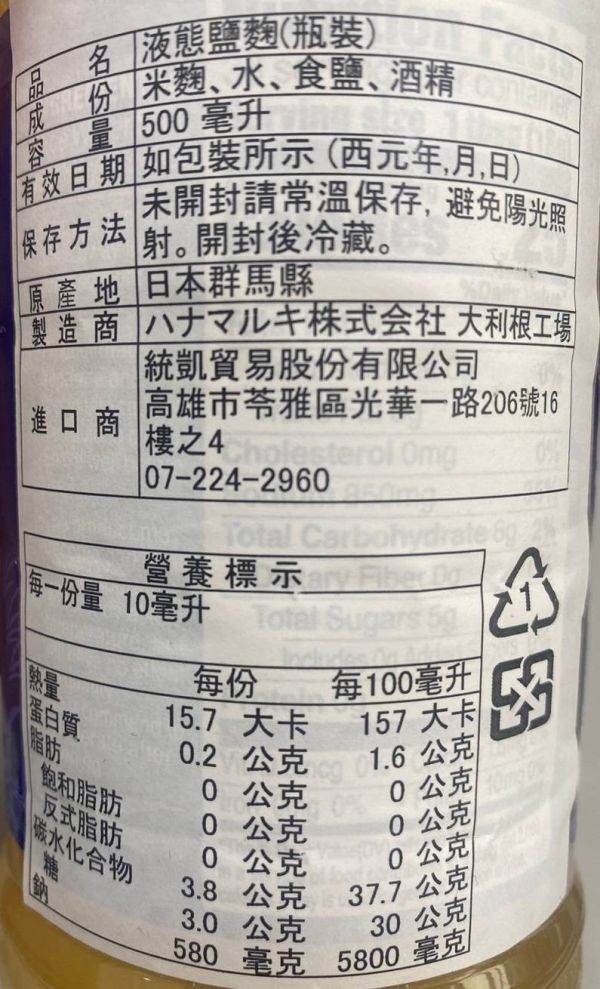 品名 液態鹽麴(瓶裝)
成份 米麴、水、食鹽、酒精
容量 500 毫升
有效日期 如包裝所示 (西元年,月,日)
保存方法 未開封請常溫保存, 避免陽光照
射。開封後冷藏。
原產地 日本群馬縣
製造商 ハナマルキ株式会社 大利根工場
進口商 統凱貿易股份有限公司
高雄市苓雅區光華一路206號16
樓之4
07-224-2960
營養標示
每一份量 10毫升
每份 每100毫升
熱量 15.7 大卡 157 大卡
蛋白質 0.2 公克 1.6 公克
脂肪 0 公克 0 公克
飽和脂肪 0 公克 0 公克
反式脂肪 0 公克 0 公克
碳水化合物 3.8 公克 37.7 公克
糖 3.0 公克 30 公克
鈉 580 毫克 5800 毫克
1
Cholesterol 0mg 0%
Total Carbohydrate 8g 2%
Total Sugars 5g